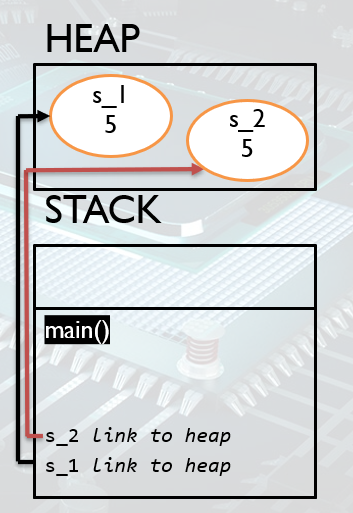 HEAP
s_1
5
s_2
5
STACK
main()
s_2 link to heap
s_1 link to heap